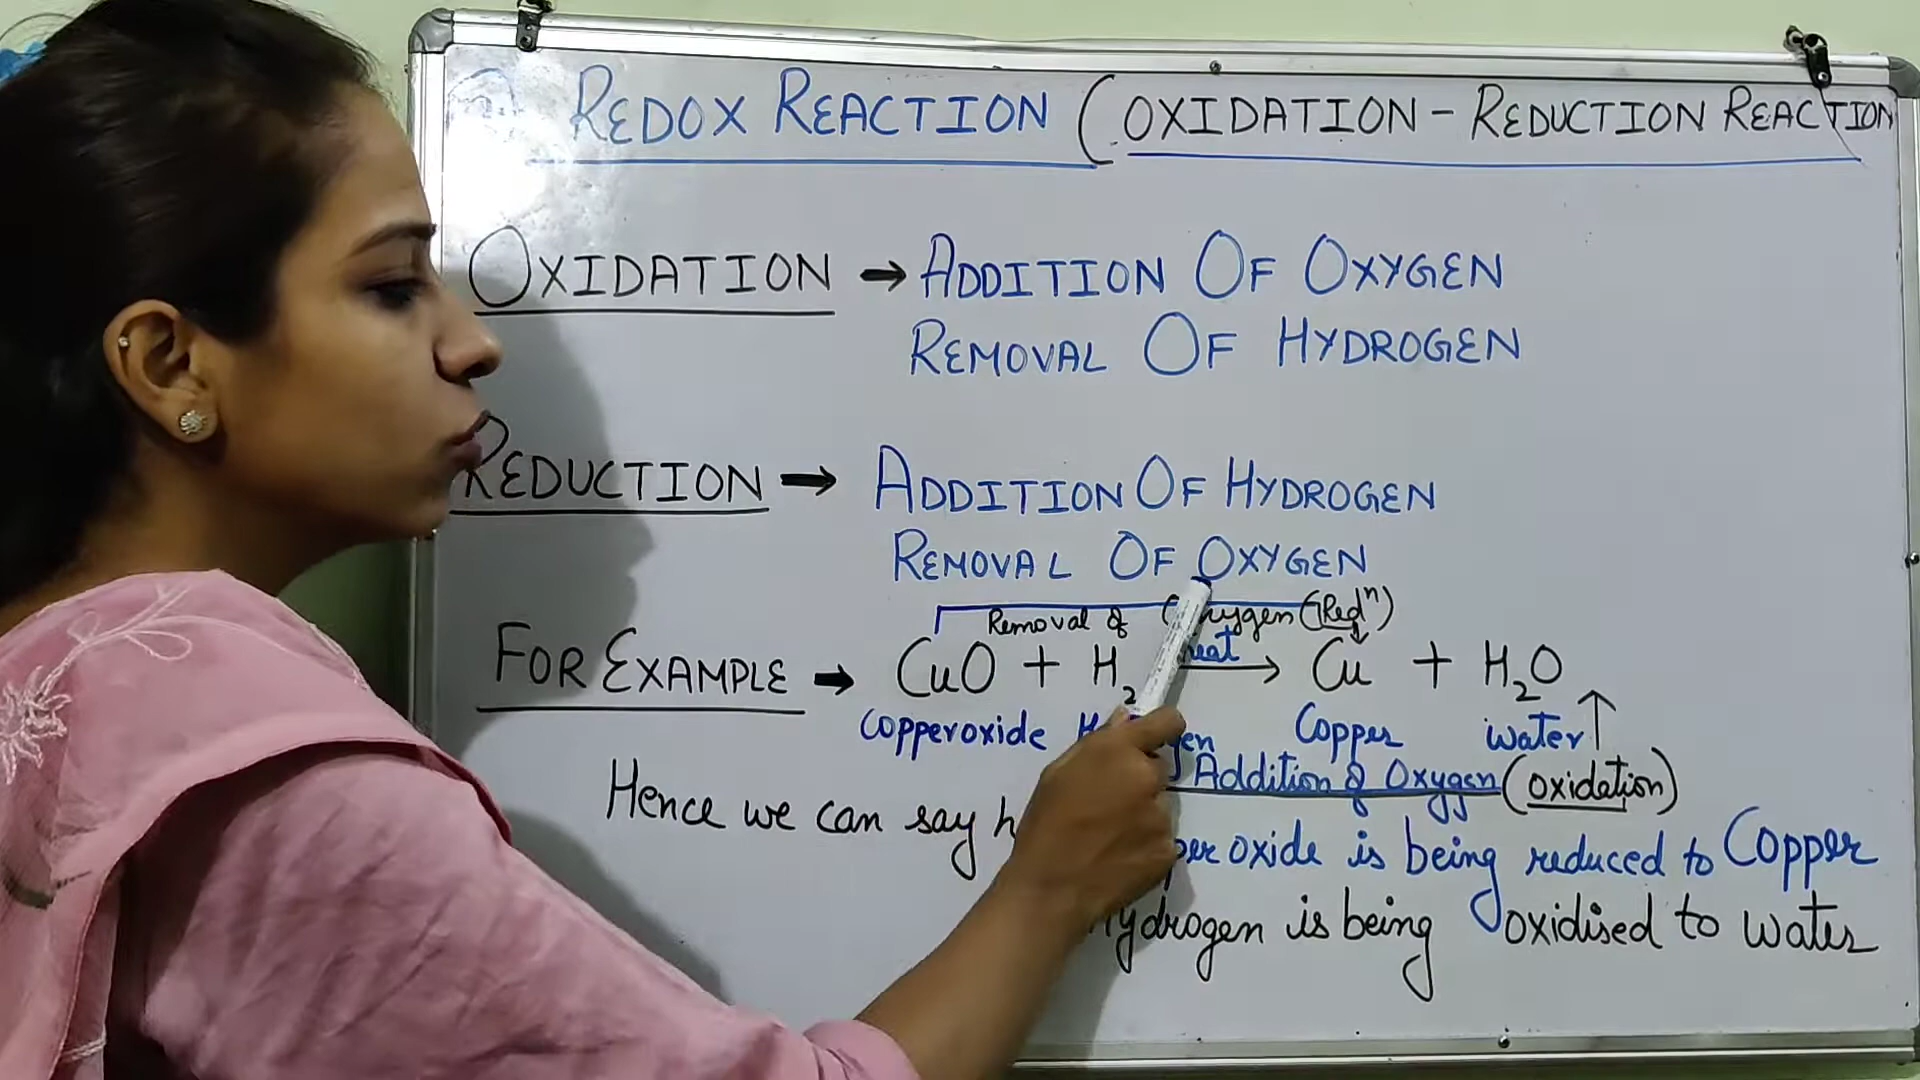 REDOX REACTION (OXIDATION - REDUCTION REACTION
OXIDATION → ADDITION OF OXYGEN
REMOVAL OF HYDROGEN
REDUCTION → ADDITION OF HYDROGEN
REMOVAL OF OXYGEN
Removal of (Redⁿ)
FOR EXAMPLE → CuO + H₂ → Cu + H₂O
Copperoxide Copper water
Addition of Oxygen (oxidation)
Hence we can say
oxide is being reduced to Copper
Hydrogen is being oxidised to water